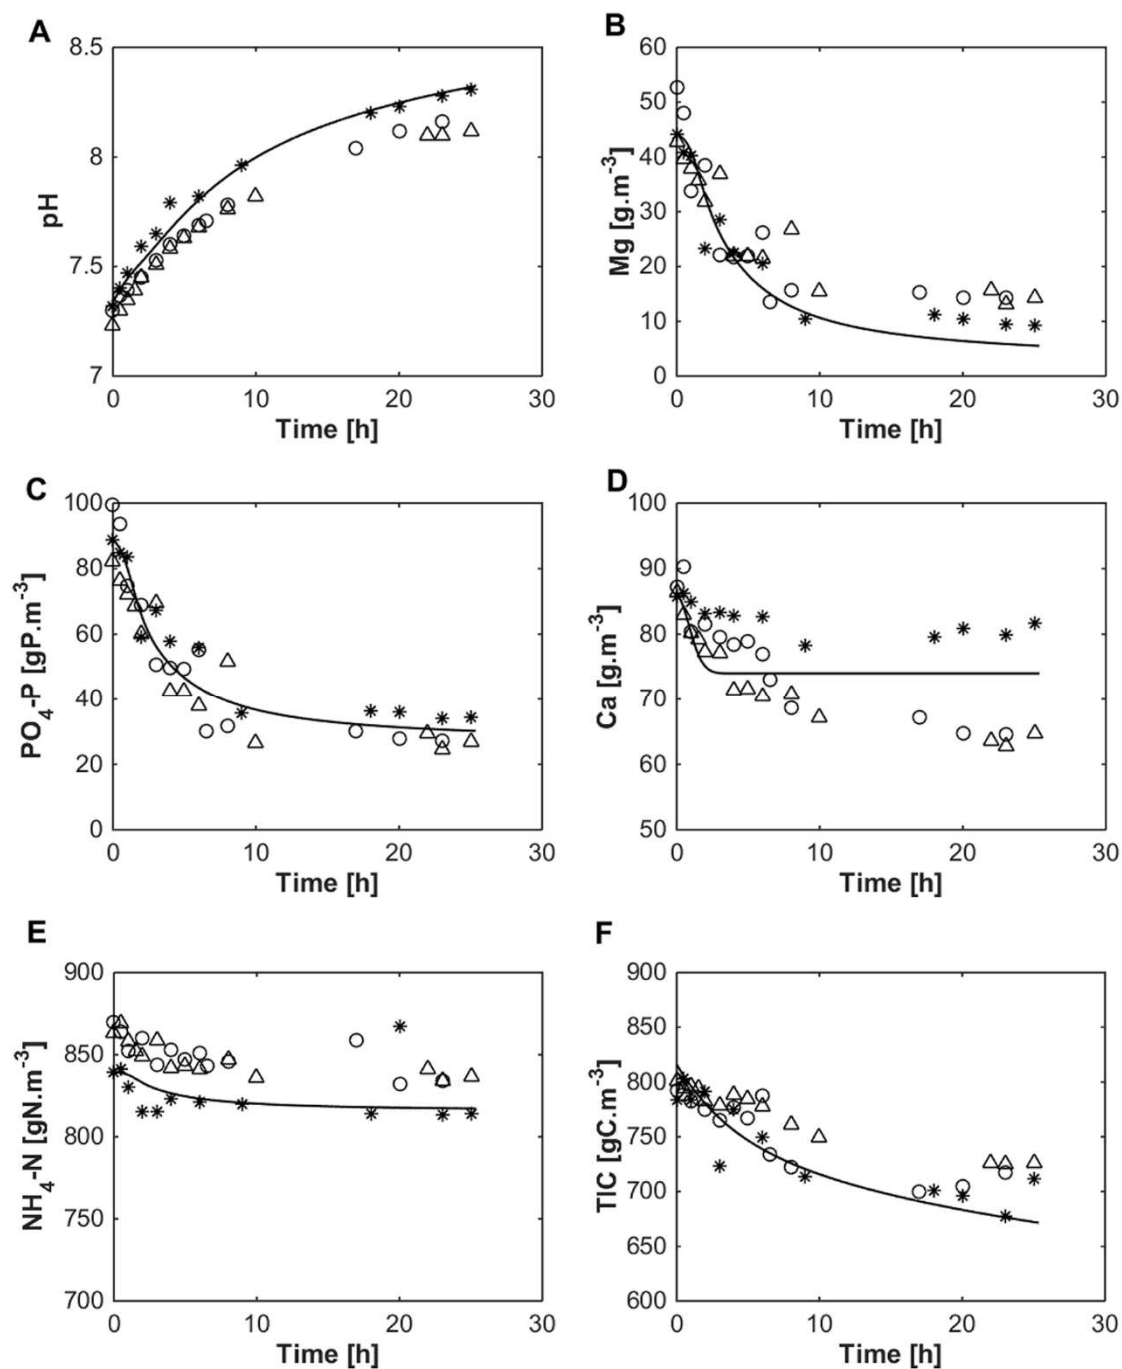 A
pH
8.5
8
7.5
7
0 10 20 30
Time [h]
B
Mg [g.m-3]
60
50
40
30
20
10
0
0 10 20 30
Time [h]
C
PO4-P [gP.m-3]
100
80
60
40
20
0
0 10 20 30
Time [h]
D
Ca [g.m-3]
100
90
80
70
60
50
0 10 20 30
Time [h]
E
NH4-N [gN.m-3]
900
850
800
750
700
0 10 20 30
Time [h]
F
TIC [gC.m-3]
900
850
800
750
700
650
600
0 10 20 30
Time [h]